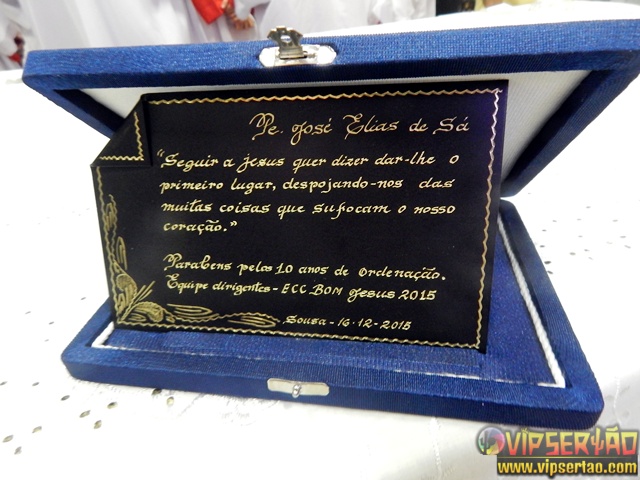 Pe. José Elias de Sá
“Seguir a Jesus quer dizer dar-lhe o
primeiro lugar, despojando-nos das
muitas coisas que sufocam o nosso
coração.”
Parabens pelos 10 anos de Ordenação.
Equipe dirigentes - ECC BOM Jesus 2015
Sousa - 16-12-2015
VIPSERTÃO
www.vipsertao.com